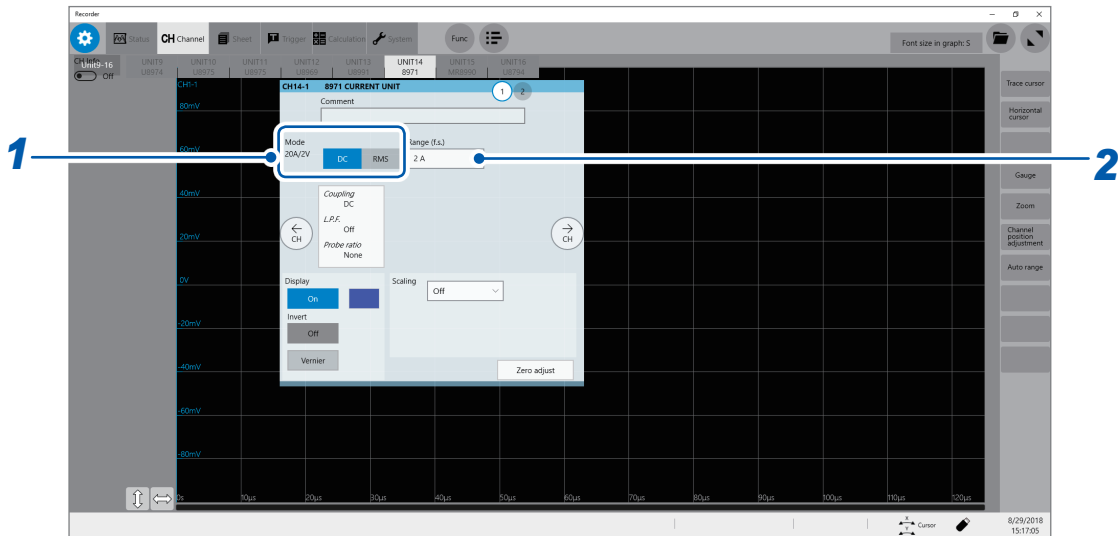 Recorder
Status
CH Channel
Sheet
Trigger
Calculation
System
Func
Font size in graph: S
CH Info.
Unit9-16
Off
UNIT9
U8974
UNIT10
U8975
UNIT11
U8975
UNIT12
U8969
UNIT13
U8991
UNIT14
8971
UNIT15
MR8990
UNIT16
U8794
CH1-1
80mV
60mV
40mV
20mV
0V
-20mV
-40mV
-60mV
-80mV
CH14-1 8971 CURRENT UNIT
1 2
Comment
Mode
20A/2V
DC RMS
Range (f.s.)
2 A
1
2
Coupling
DC
L.P.F.
Off
Probe ratio
None
CH
CH
Display
On
Invert
Off
Vernier
Scaling
Off
Zero adjust
Trace cursor
Horizontal
cursor
Gauge
Zoom
Channel
position
adjustment
Auto range
0s 10μs 20μs 30μs 40μs 50μs 60μs 70μs 80μs 90μs 100μs 110μs 120μs
X
Y
Cursor
8/29/2018
15:17:05